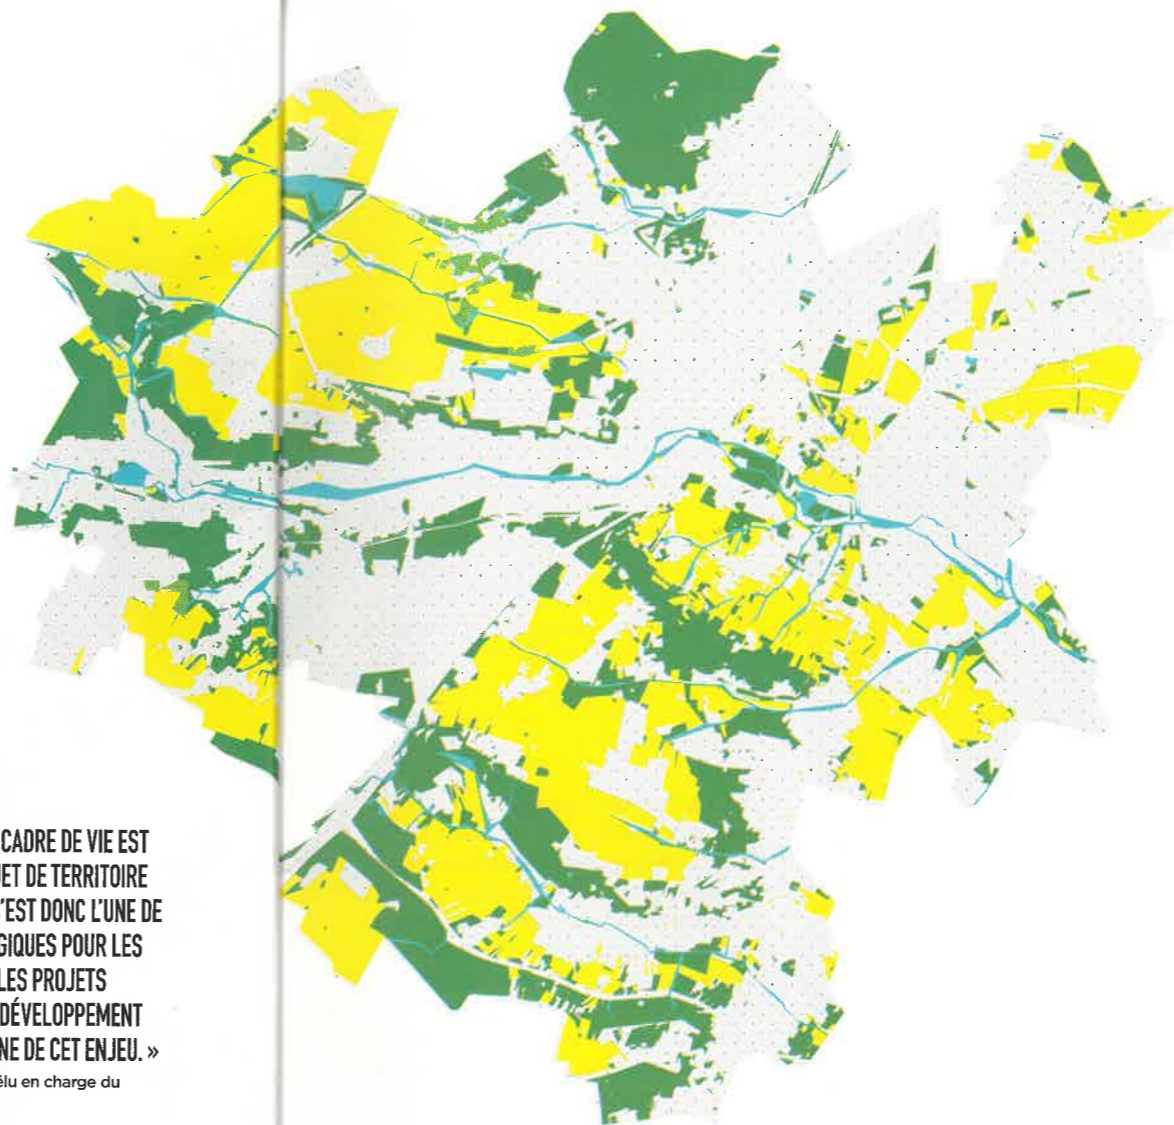 CADRE DE VIE EST
ET DE TERRITOIRE
'EST DONC L'UNE DE
GIQUES POUR LES
LES PROJETS
DÉVELOPPEMENT
NE DE CET ENJEU. »
élu en charge du